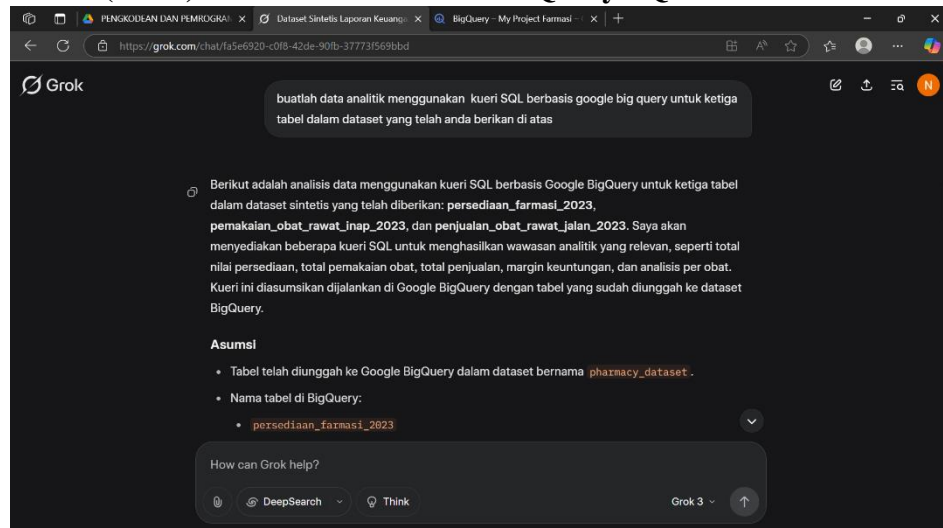 PENGKODEAN DAN PEMROGRAM
Dataset Sintetis Laporan Keuanga
BigQuery – My Project Farmasi –
https://grok.com/chat/fa5e6920-c0f8-42de-90fb-37773f569bbd
Grok
N
buatlah data analitik menggunakan kueri SQL berbasis google big query untuk ketiga
tabel dalam dataset yang telah anda berikan di atas
Berikut adalah analisis data menggunakan kueri SQL berbasis Google BigQuery untuk ketiga tabel
dalam dataset sintetis yang telah diberikan: persediaan_farmasi_2023,
pemakaian_obat_rawat_inap_2023, dan penjualan_obat_rawat_jalan_2023. Saya akan
menyediakan beberapa kueri SQL untuk menghasilkan wawasan analitik yang relevan, seperti total
nilai persediaan, total pemakaian obat, total penjualan, margin keuntungan, dan analisis per obat.
Kueri ini diasumsikan dijalankan di Google BigQuery dengan tabel yang sudah diunggah ke dataset
BigQuery.
Asumsi
• Tabel telah diunggah ke Google BigQuery dalam dataset bernama pharmacy_dataset.
• Nama tabel di BigQuery:
• persediaan_farmasi_2023
How can Grok help?
DeepSearch
Think
Grok 3